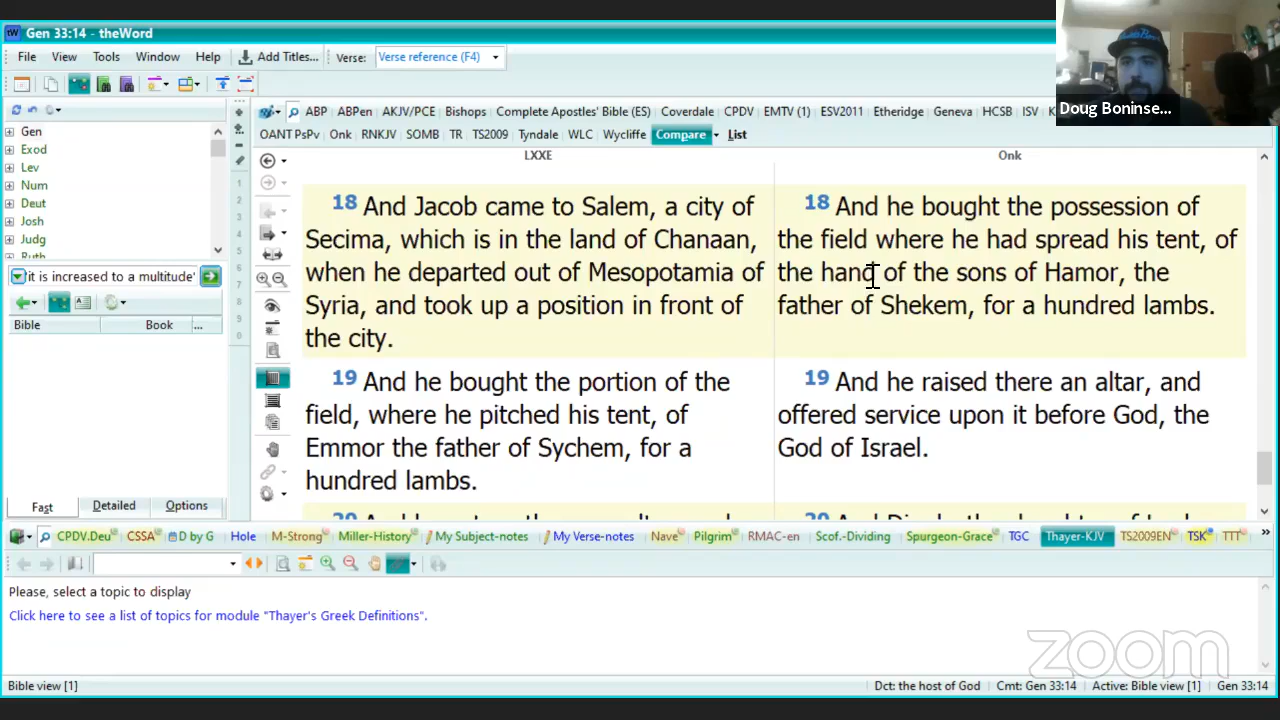 Gen 33:14 - theWord
File View Tools Window Help Add Titles... Verse: Verse reference (F4)
Doug Boninse...
ABP ABPen AKJV/PCE Bishops Complete Apostles' Bible (ES) Coverdale CPDV EMTV (1) ESV2011 Etheridge Geneva HCSB ISV
OANT PsPv Onk RNKJV SOMB TR TS2009 Tyndale WLC Wycliffe Compare List
Gen
Exod
Lev
Num
Deut
Josh
Judg
it is increased to a multitude"
Bible Book ...
Fast Detailed Options
1
2
3
4
5
6
7
8
9
0
LXXE
18 And Jacob came to Salem, a city of
Secima, which is in the land of Chanaan,
when he departed out of Mesopotamia of
Syria, and took up a position in front of
the city.
19 And he bought the portion of the
field, where he pitched his tent, of
Emmor the father of Sychem, for a
hundred lambs.
Onk
18 And he bought the possession of
the field where he had spread his tent, of
the hand of the sons of Hamor, the
father of Shekem, for a hundred lambs.
19 And he raised there an altar, and
offered service upon it before God, the
God of Israel.
CPDV.Deu CSSA D by G Hole M-Strong Miller-History My Subject-notes My Verse-notes Nave Pilgrim RMAC-en Scof.-Dividing Spurgeon-Grace TGC Thayer-KJV TS2009EN TSK TTT
Please, select a topic to display
Click here to see a list of topics for module "Thayer's Greek Definitions".
zoom
Bible view [1] Dct: the host of God Cmt: Gen 33:14 Active: Bible view [1] Gen 33:14